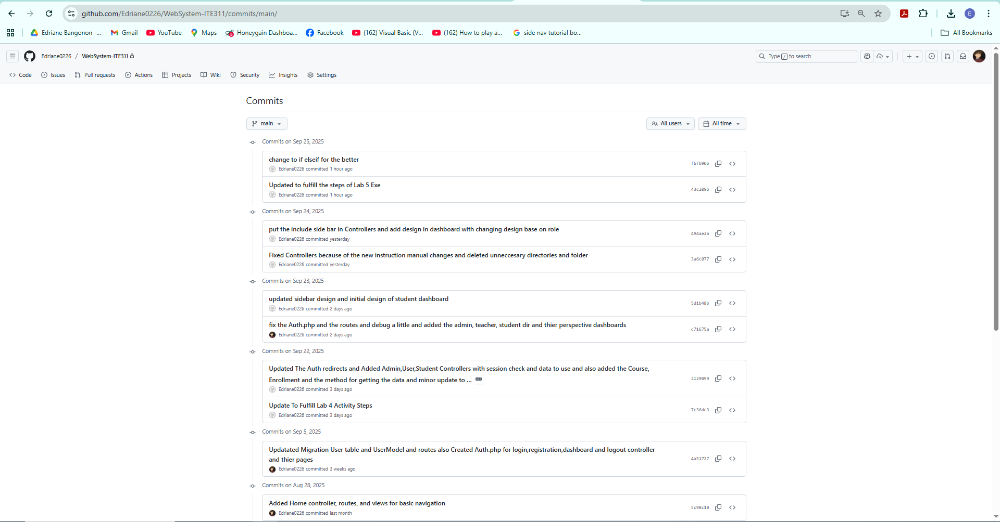 github.com/Edriane0226/WebSystem-ITE311/commits/main/
E
Edriane Bangonon -...
Gmail
YouTube
Maps
5
Honeygain Dashboa...
Facebook
(162) Visual Basic (V...
(162) How to play a...
side nav tutorial bo...
All Bookmarks
Edriane0226 / WebSystem-ITE311
Type / to search
Code
Issues
Pull requests
Actions
Projects
Wiki
Security
Insights
Settings
Commits
main
All users
All time
Commits on Sep 25, 2025
change to if elseif for the better
Edriane0226 committed 1 hour ago
f6fb90b
Updated to fulfill the steps of Lab 5 Exe
Edriane0226 committed 1 hour ago
43c209b
Commits on Sep 24, 2025
put the include side bar in Controllers and add design in dashboard with changing design base on role
Edriane0226 committed yesterday
494ae2a
Fixed Controllers because of the new instruction manual changes and deleted unneccesary directories and folder
Edriane0226 committed yesterday
3a6c077
Commits on Sep 23, 2025
updated sidebar design and initial design of student dashboard
Edriane0226 committed 2 days ago
5d1b48b
fix the Auth.php and the routes and debug a little and added the admin, teacher, student dir and thier perspective dashboards
Edriane0226 committed 2 days ago
c71675a
Commits on Sep 22, 2025
Updated The Auth redirects and Added Admin,User,Student Controllers with session check and data to use and also added the Course,
Enrollment and the method for getting the data and minor update to ...
Edriane0226 committed 3 days ago
2129099
Update To Fulfill Lab 4 Activity Steps
Edriane0226 committed 3 days ago
7c36dc3
Commits on Sep 5, 2025
Updatated Migration User table and UserModel and routes also Created Auth.php for login,registration,dashboard and logout controller
and thier pages
Edriane0226 committed 3 weeks ago
4a51727
Commits on Aug 28, 2025
Added Home controller, routes, and views for basic navigation
Edriane0226 committed last month
5c98c10